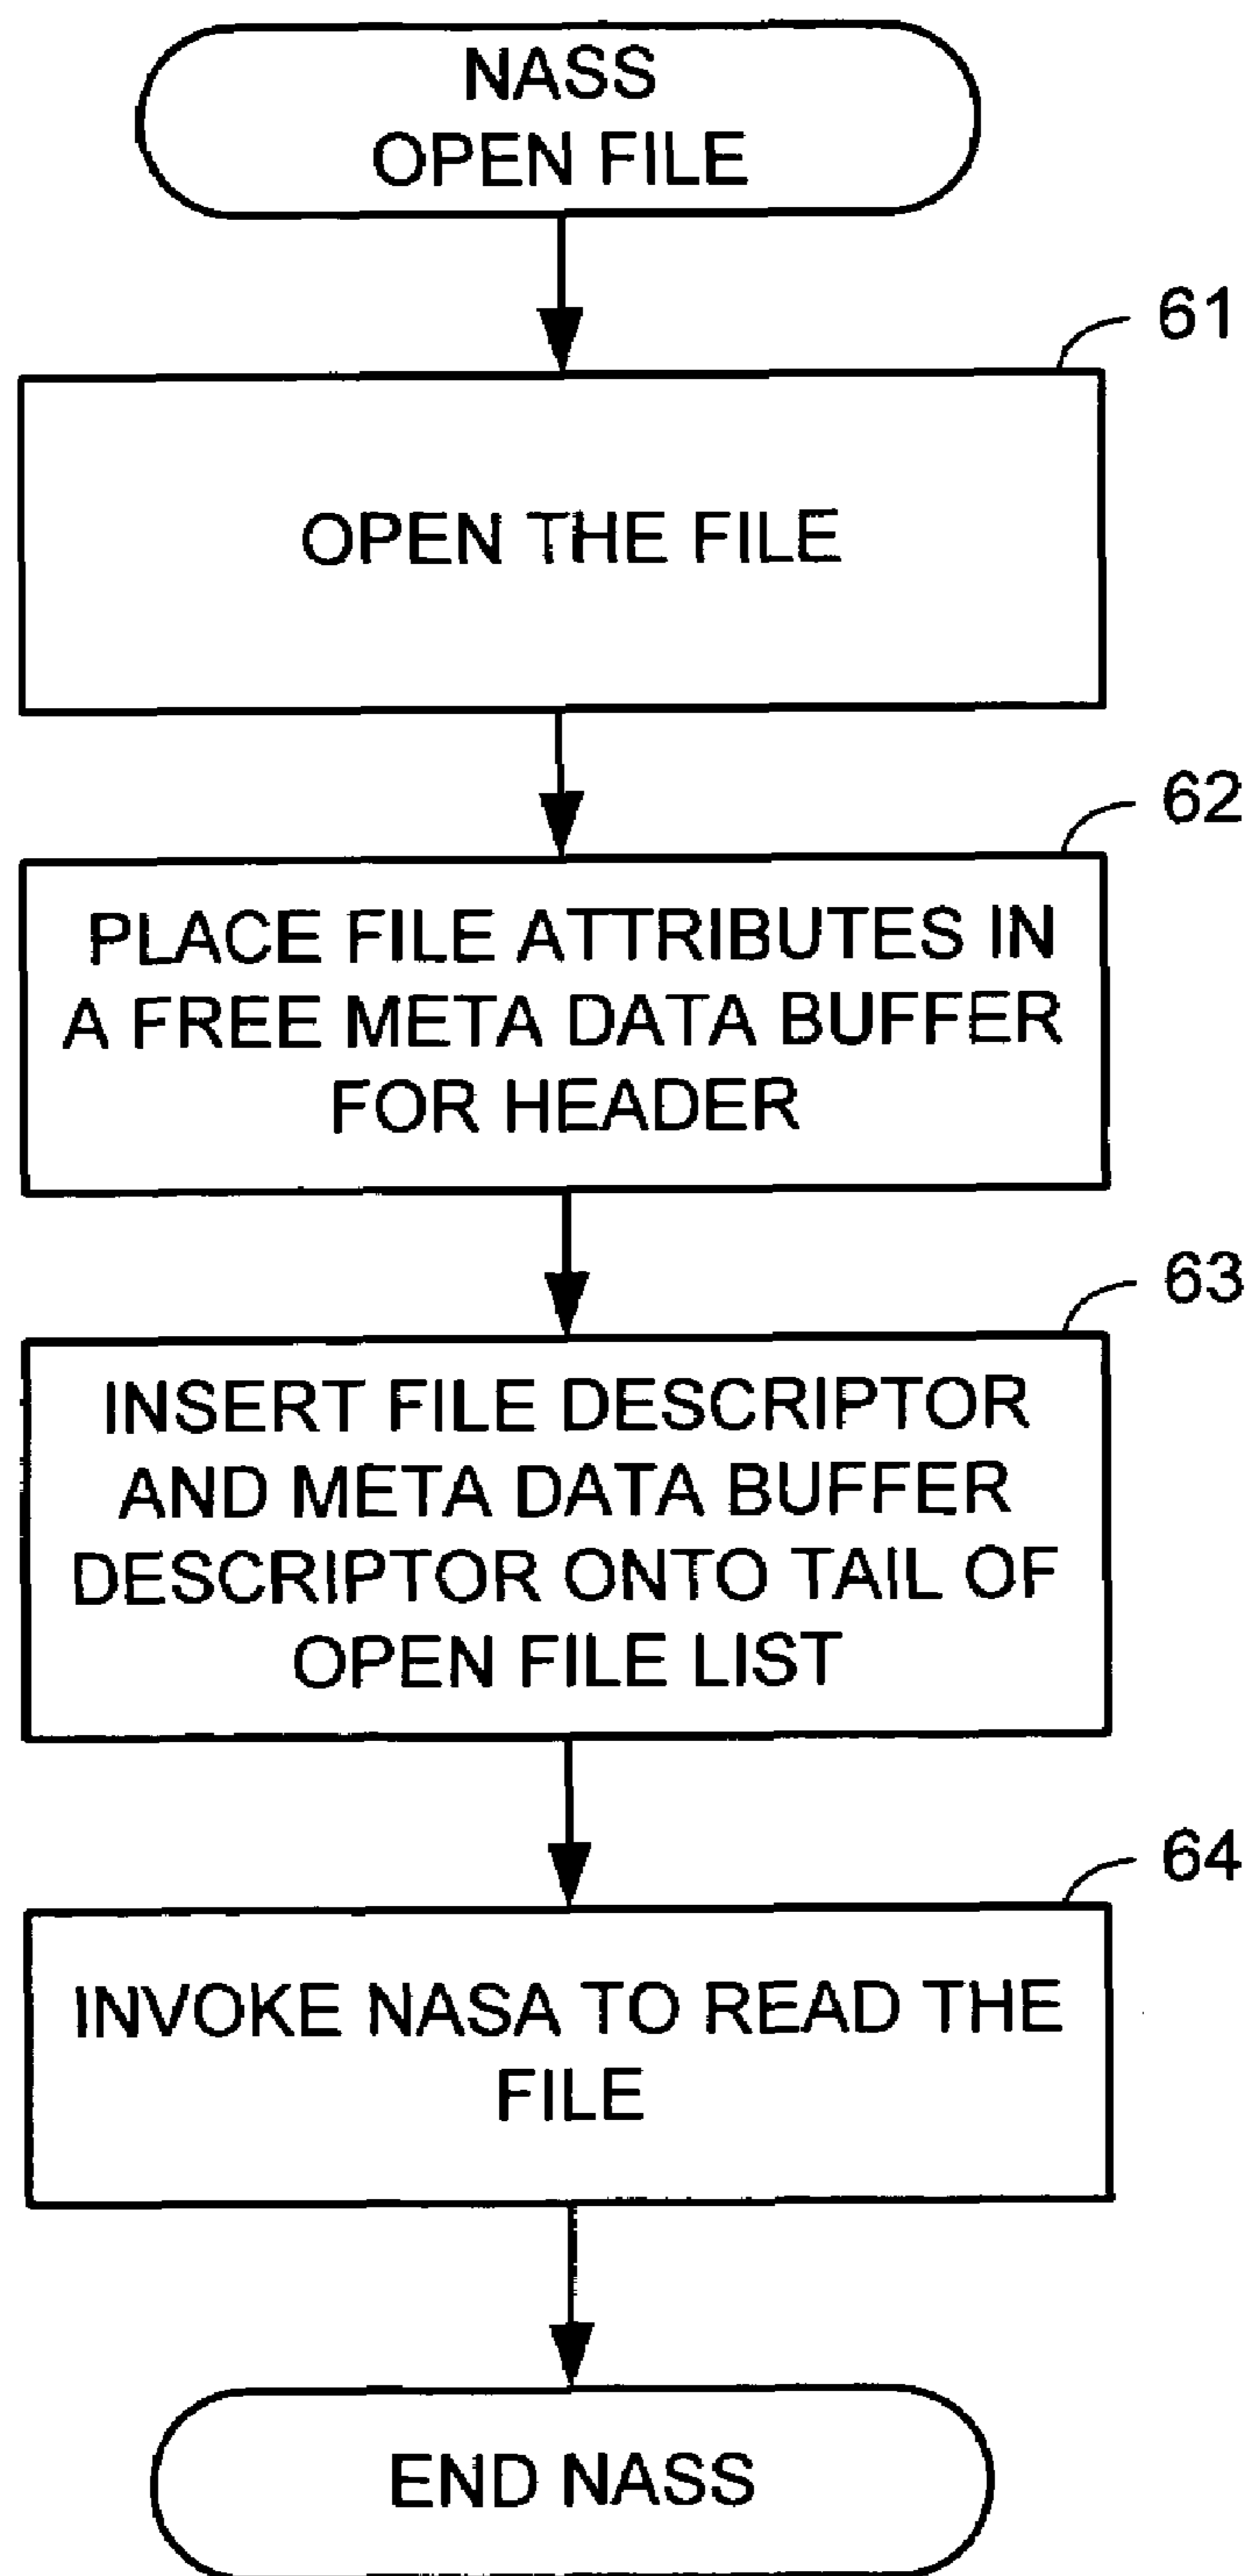 NASS
OPEN FILE
61
OPEN THE FILE
62
PLACE FILE ATTRIBUTES IN
A FREE META DATA BUFFER
FOR HEADER
63
INSERT FILE DESCRIPTOR
AND META DATA BUFFER
DESCRIPTOR ONTO TAIL OF
OPEN FILE LIST
64
INVOKE NASA TO READ THE
FILE
END NASS